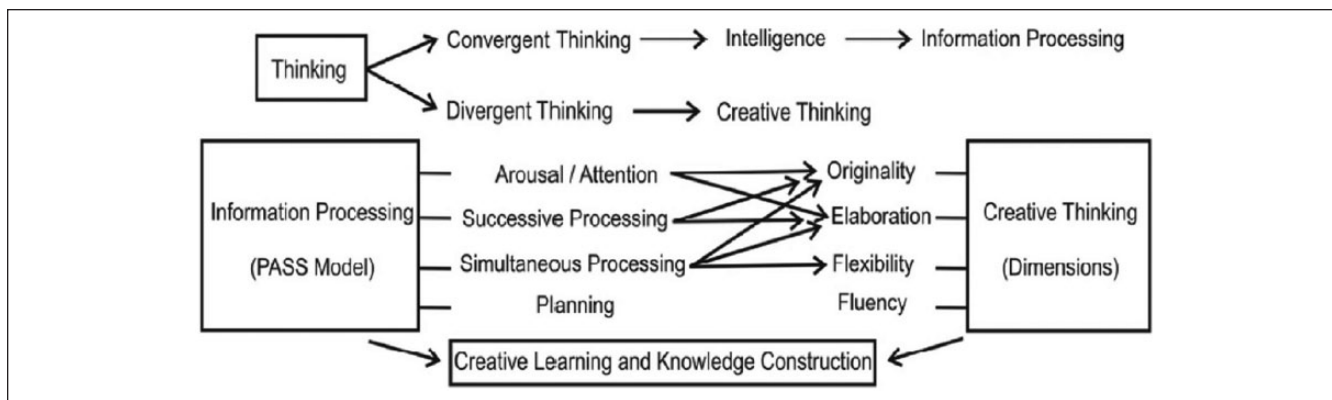 Convergent Thinking Intelligence Information Processing
Thinking
Divergent Thinking Creative Thinking
Arousal / Attention Originality
Information Processing Successive Processing Elaboration Creative Thinking
(PASS Model) Simultaneous Processing Flexibility (Dimensions)
Planning Fluency
Creative Learning and Knowledge Construction